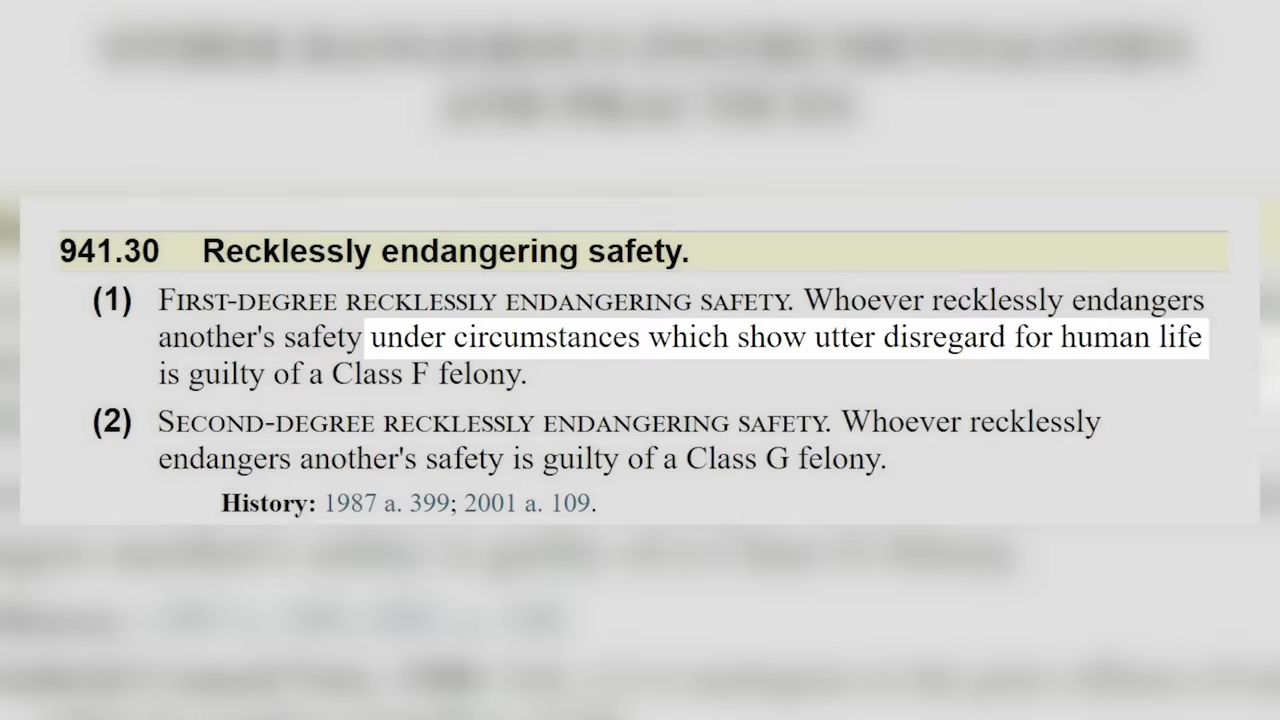 941.30 Recklessly endangering safety.
(1) FIRST-DEGREE RECKLESSLY ENDANGERING SAFETY. Whoever recklessly endangers
another's safety under circumstances which show utter disregard for human life
is guilty of a Class F felony.
(2) SECOND-DEGREE RECKLESSLY ENDANGERING SAFETY. Whoever recklessly
endangers another's safety is guilty of a Class G felony.
History: 1987 a. 399; 2001 a. 109.